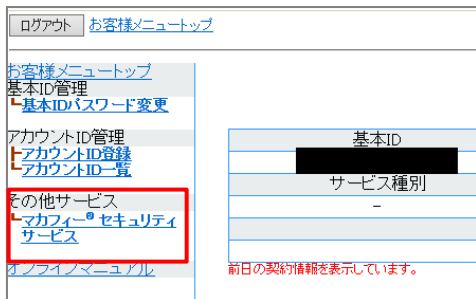 ログアウト お客様メニュートップ
お客様メニュートップ
基本ID管理
基本IDパスワード変更
アカウントID管理
アカウントID登録
アカウントID一覧
その他サービス
マカフィー® セキュリティ
サービス
オフラインマニュアル
基本ID
サービス種別
-
前日の契約情報を表示しています。